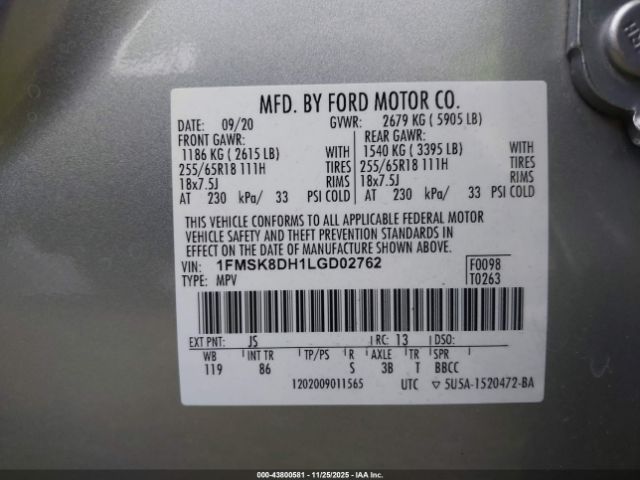 MFD. BY FORD MOTOR CO.
DATE: 09/20 GVWR: 2679 KG ( 5905 LB)
FRONT GAWR: REAR GAWR:
1186 KG ( 2615 LB) WITH 1540 KG ( 3395 LB) WITH
255/65R18 111H TIRES 255/65R18 111H TIRES
18x7.5J RIMS 18x7.5J RIMS
AT 230 kPa/ 33 PSI COLD AT 230 kPa/ 33 PSI COLD
THIS VEHICLE CONFORMS TO ALL APPLICABLE FEDERAL MOTOR
VEHICLE SAFETY AND THEFT PREVENTION STANDARDS IN
EFFECT ON THE DATE OF MANUFACTURE SHOWN ABOVE.
VIN: 1FMSK8DH1LGD02762 F0098
TYPE: MPV T0263
EXT PNT: JS RC: 13 DSO:
WB INT TR TP/PS R AXLE TR SPR
119 86 S 3B T BBCC
1202009011565 UTC ▽ 5U5A-1520472-BA
000-43800581 - 11/25/2025 - IAAI, Inc.